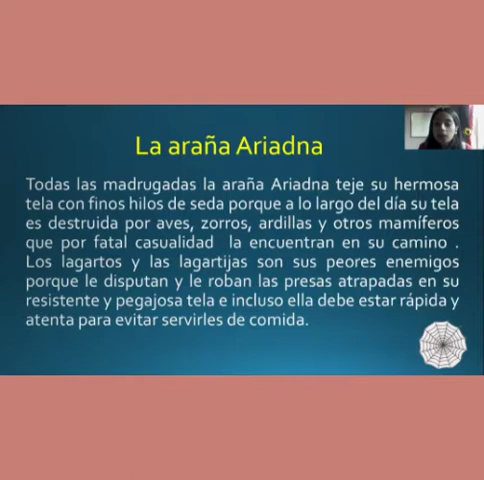 La araña Ariadna
Todas las madrugadas la araña Ariadna teje su hermosa
tela con finos hilos de seda porque a lo largo del día su tela
es destruida por aves, zorros, ardillas y otros mamíferos
que por fatal casualidad la encuentran en su camino .
Los lagartos y las lagartijas son sus peores enemigos
porque le disputan y le roban las presas atrapadas en su
resistente y pegajosa tela e incluso ella debe estar rápida y
atenta para evitar servirles de comida.